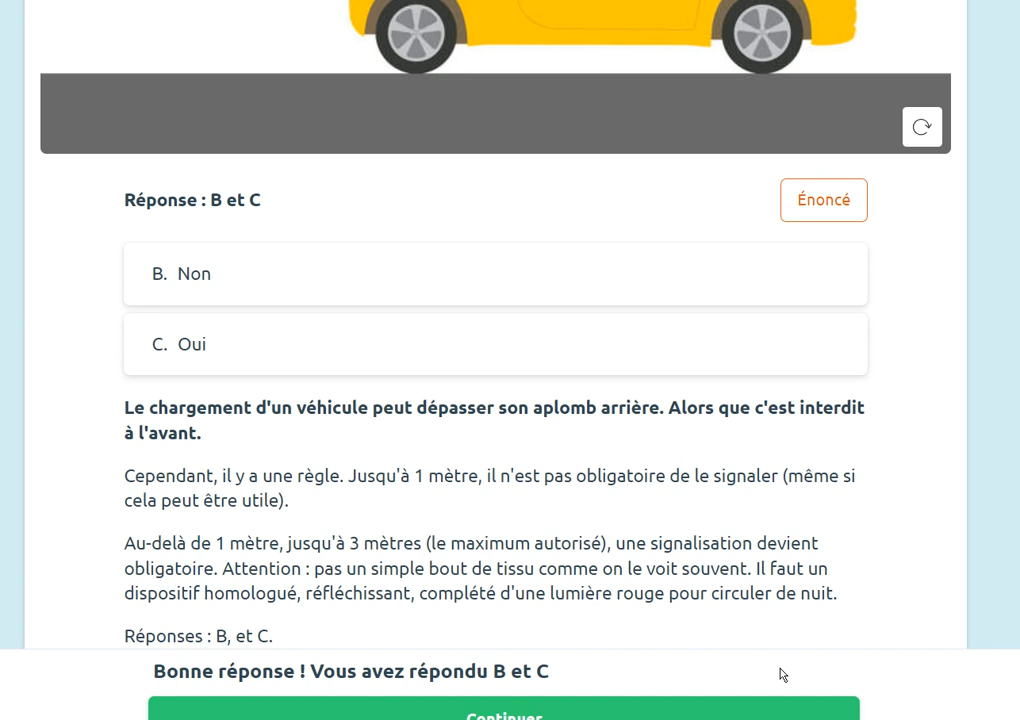 Réponse : B et C
Énoncé
B. Non
C. Oui
Le chargement d'un véhicule peut dépasser son aplomb arrière. Alors que c'est interdit
à l'avant.
Cependant, il y a une règle. Jusqu'à 1 mètre, il n'est pas obligatoire de le signaler (même si
cela peut être utile).
Au-delà de 1 mètre, jusqu'à 3 mètres (le maximum autorisé), une signalisation devient
obligatoire. Attention : pas un simple bout de tissu comme on le voit souvent. Il faut un
dispositif homologué, réfléchissant, complété d'une lumière rouge pour circuler de nuit.
Réponses : B, et C.
Bonne réponse ! Vous avez répondu B et C
Continuer